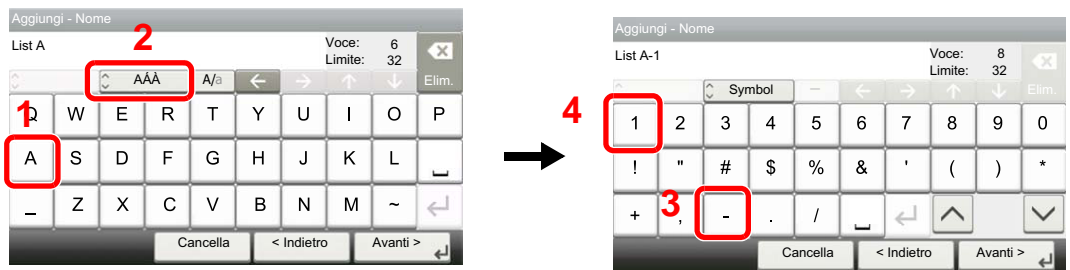 Aggiungi - Nome
List A
Voce: 6
Limite: 32
2
AÁÀ
A/a
Elim.
1
Q W E R T Y U I O P
A S D F G H J K L
_ Z X C V B N M ~
Cancella < Indietro Avanti >
Aggiungi - Nome
List A-1
Voce: 8
Limite: 32
Symbol
Elim.
4
1 2 3 4 5 6 7 8 9 0
! " # $ % & ' ( ) *
3
+ , - . /
Cancella < Indietro Avanti >